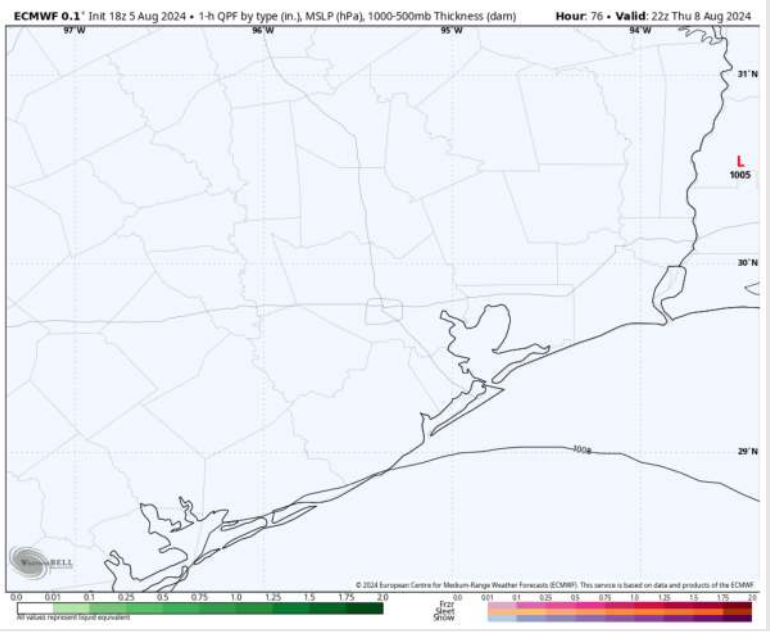 ECMWF 0.1° Init 18z 5 Aug 2024 • 1-h QPF by type (in.), MSLP (hPa), 1000-500mb Thickness (dam) Hour: 76 • Valid: 22z Thu 8 Aug 2024
97°W 96°W 95°W 94°W
31°N
L
1005
30°N
1008
29°N
WeatherBELL
© 2024 European Centre for Medium-Range Weather Forecasts (ECMWF). This service is based on data and products of the ECMWF
0.0 0.01 0.1 0.25 0.5 0.75 1.0 1.25 1.5 1.75 2.0
0.0 0.01 0.1 0.25 0.5 0.75 1.0 1.25 1.5 1.75 2.0
Frzr
Sleet
Snow
All values represent liquid equivalent